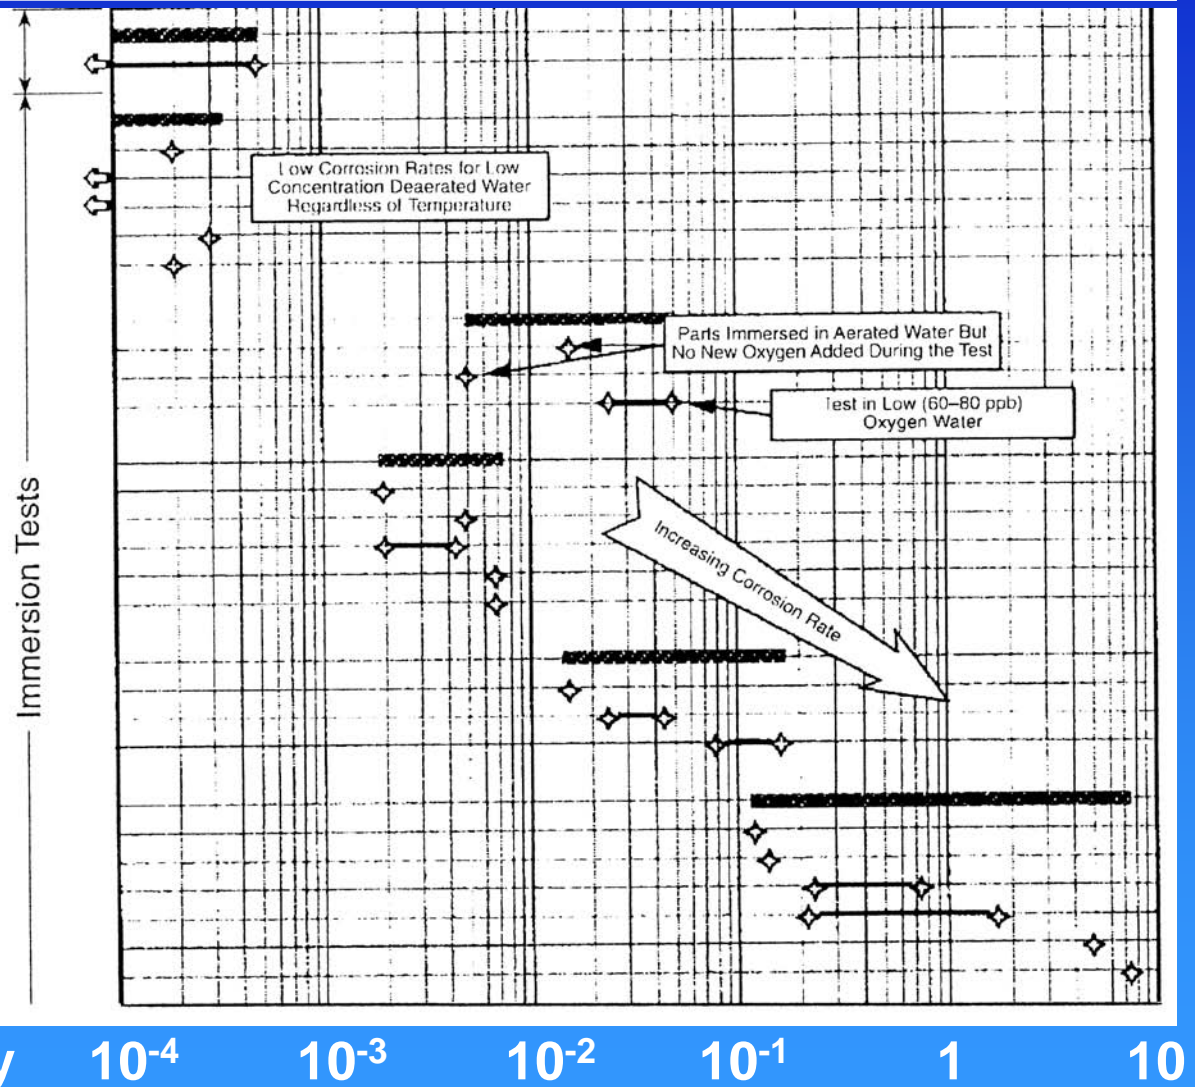 Low Corrosion Rates for Low
Concentration Deaerated Water
Regardless of Temperature
Parts Immersed in Aerated Water But
No New Oxygen Added During the Test
Test in Low (60–80 ppb)
Oxygen Water
Immersion Tests
Increasing Corrosion Rate
y 10-4 10-3 10-2 10-1 1 10